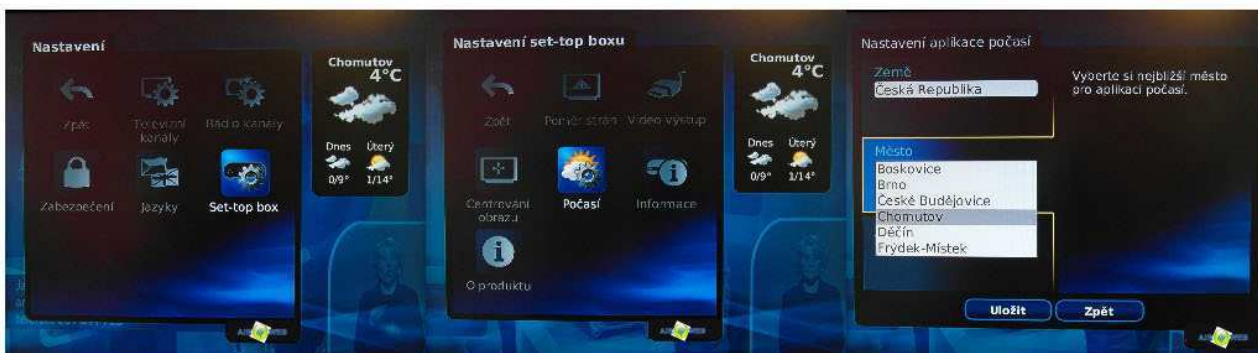 Nastavení
Zpět
Televizní
kanály
Rádio kanály
Zabezpečení
Jazyky
Set-top box
Chomutov
4°C
Dnes
Úterý
0/9°
1/14°
Nastavení set-top boxu
Zpět
Poměr stran
Video výstup
Centrování
obrazu
Počasí
Informace
O produktu
Chomutov
4°C
Dnes
Úterý
0/9°
1/14°
Nastavení aplikace počasí
Země
Česká Republika
Město
Boskovice
Brno
České Budějovice
Chomutov
Děčín
Frýdek-Místek
Vyberte si nejbližší město
pro aplikaci počasí.
Uložit
Zpět